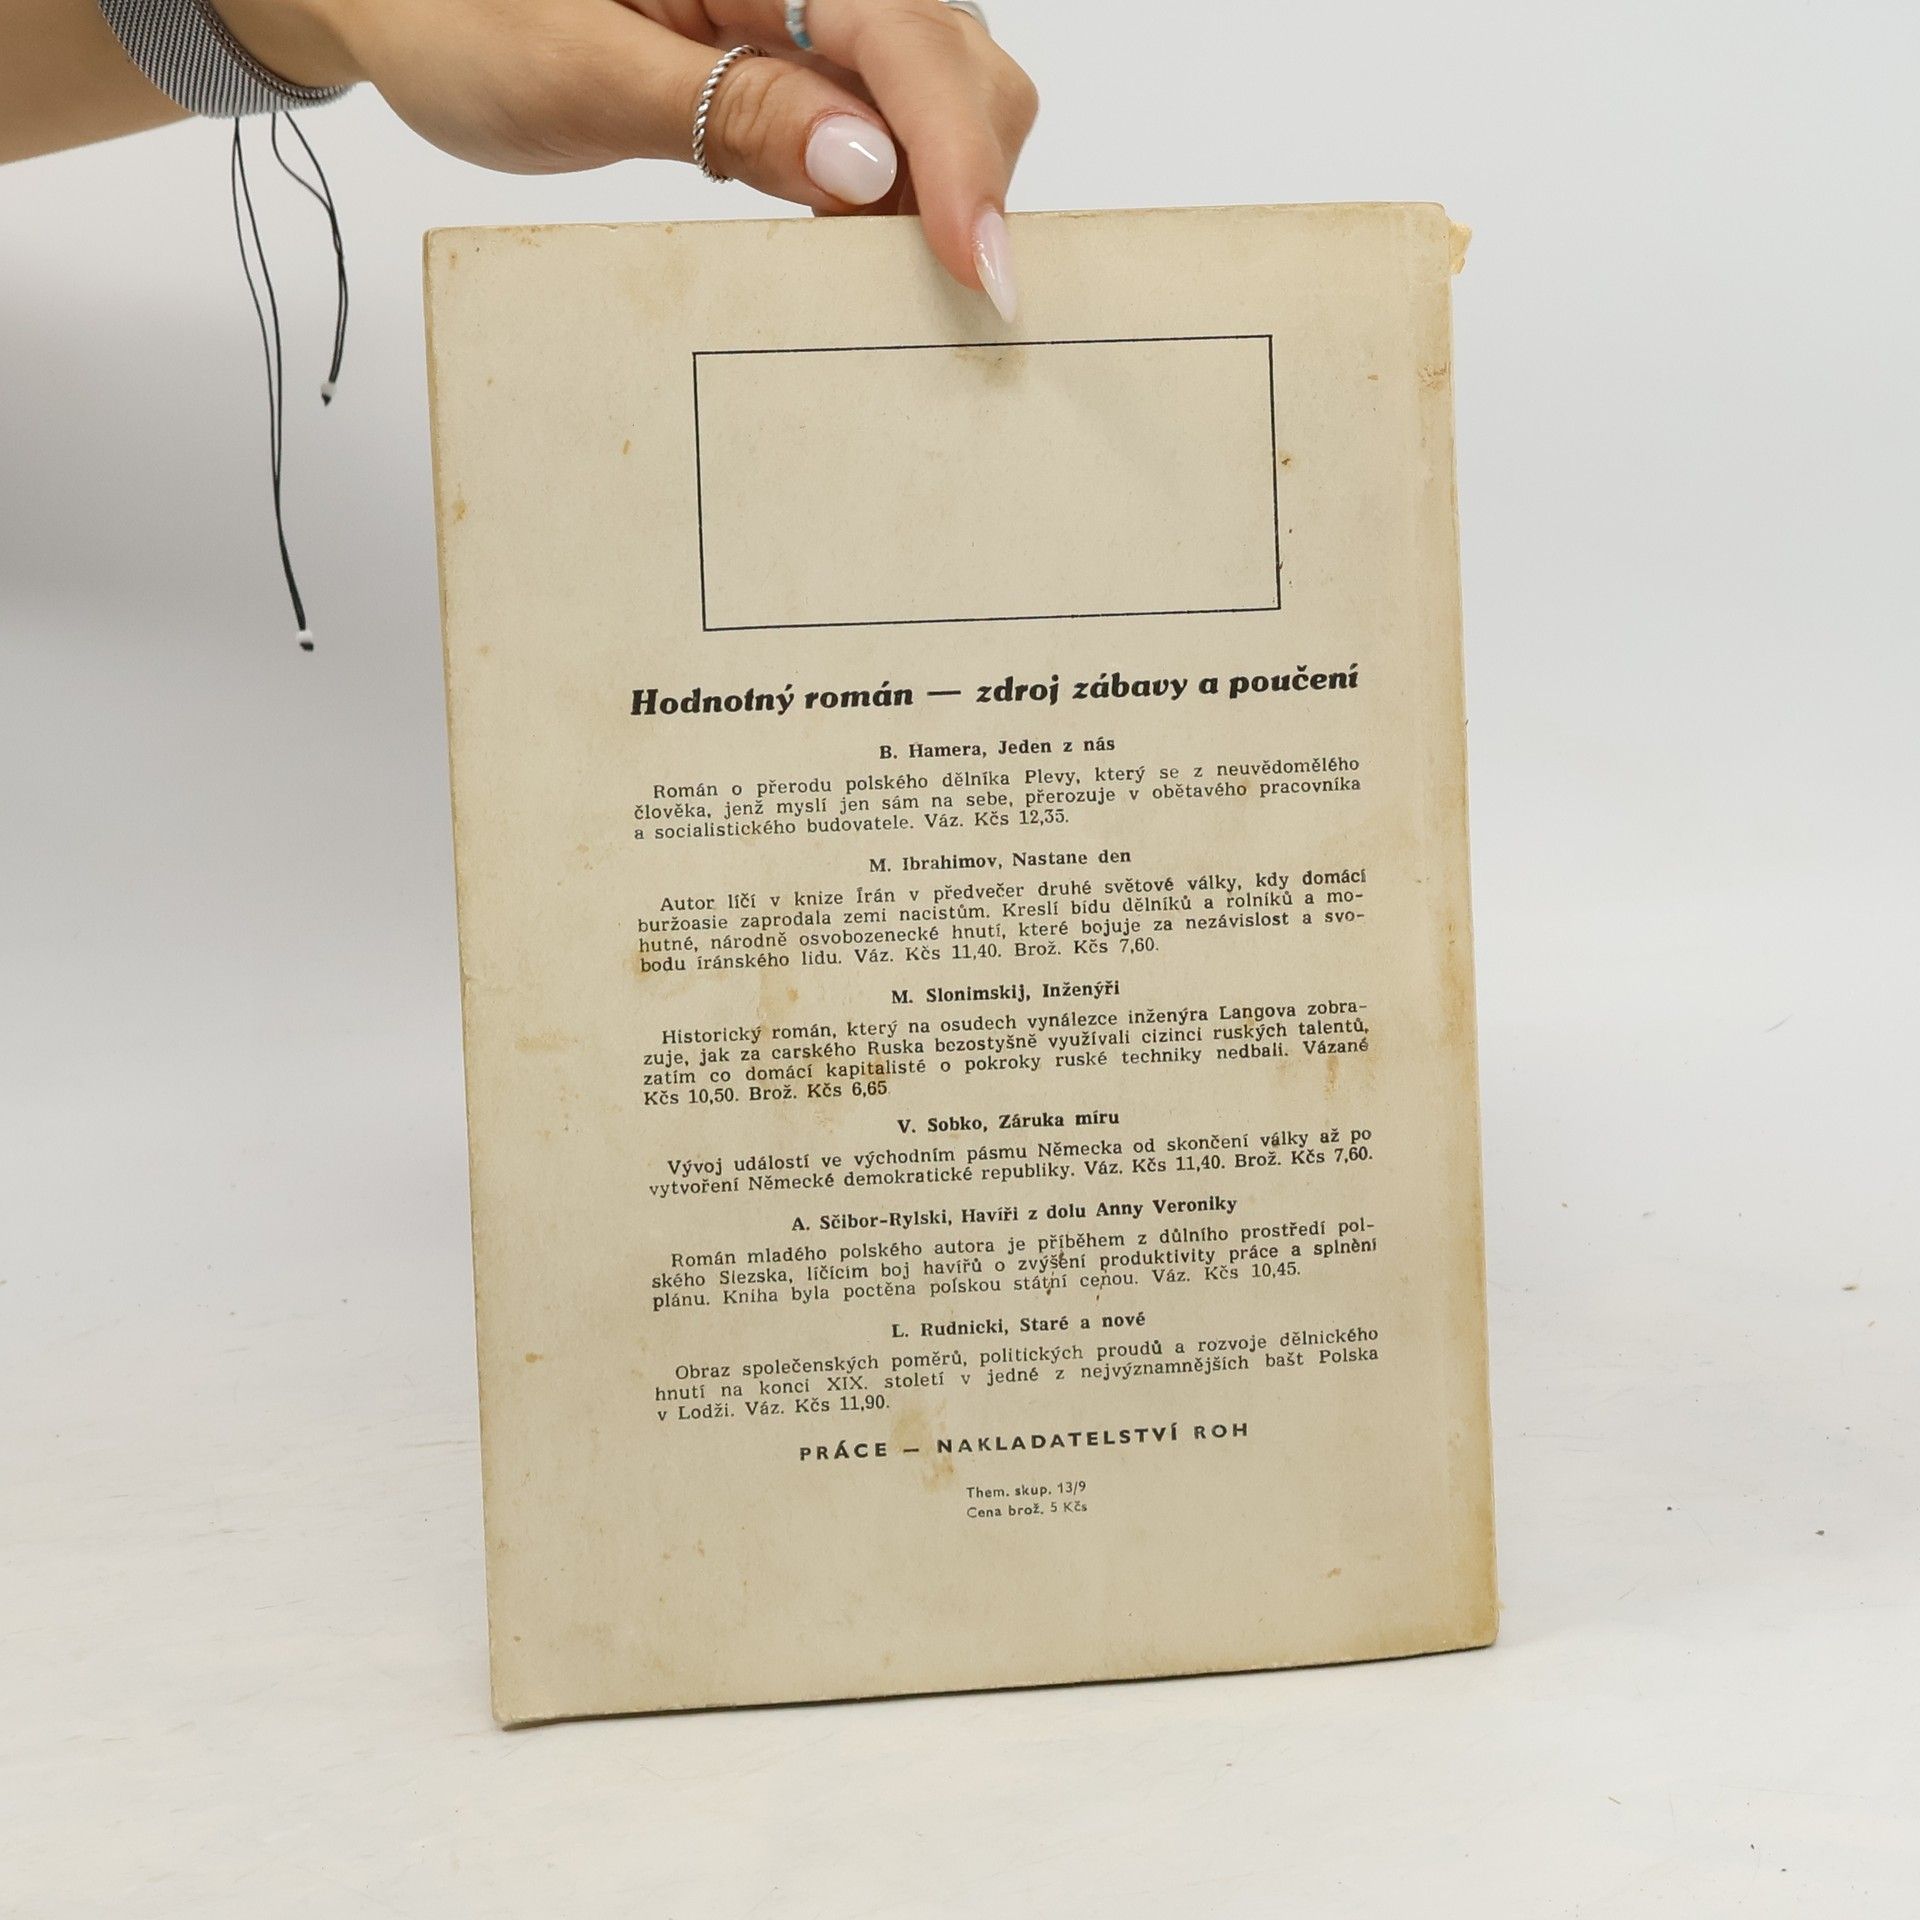 Hodnotný román — zdroj zábavy a poučení
B. Hamera, Jeden z nás
Román o přerodu polského dělníka Plevy, který se z neuvědomělého
člověka, jenž myslí jen sám na sebe, přerozuje v obětavého pracovníka
a socialistického budovatele. Váz. Kčs 12,35.
M. Ibrahimov, Nastane den
Autor líčí v knize Írán v předvečer druhé světové války, kdy domácí
buržoasie zaprodala zemi nacistům. Kreslí bídu dělníků a rolníků a mo-
hutné, národně osvobozenecké hnutí, které bojuje za nezávislost a svo-
bodu íránského lidu. Váz. Kčs 11,40. Brož. Kčs 7,60.
M. Slonimskij, Inženýři
Historický román, který na osudech vynálezce inženýra Langova zobra-
zuje, jak za carského Ruska bezostyšně využívali cizinci ruských talentů,
zatím co domácí kapitalisté o pokroky ruské techniky nedbali. Vázané
Kčs 10,50. Brož. Kčs 6,65
V. Sobko, Záruka míru
Vývoj událostí ve východním pásmu Německa od skončení války až po
vytvoření Německé demokratické republiky. Váz. Kčs 11,40. Brož. Kčs 7,60.
A. Sčibor-Rylski, Havíři z dolu Anny Veroniky
Román mladého polského autora je příběhem z důlního prostředí pol-
ského Slezska, líčícím boj havířů o zvýšení produktivity práce a splnění
plánu. Kniha byla poctěna polskou státní cenou. Váz. Kčs 10,45.
L. Rudnicki, Staré a nové
Obraz společenských poměrů, politických proudů a rozvoje dělnického
hnutí na konci XIX. století v jedné z nejvýznamnějších bašt Polska
v Lodži. Váz. Kčs 11,90.
PRÁCE — NAKLADATELSTVÍ ROH
Them. skup. 13/9
Cena brož. 5 Kčs